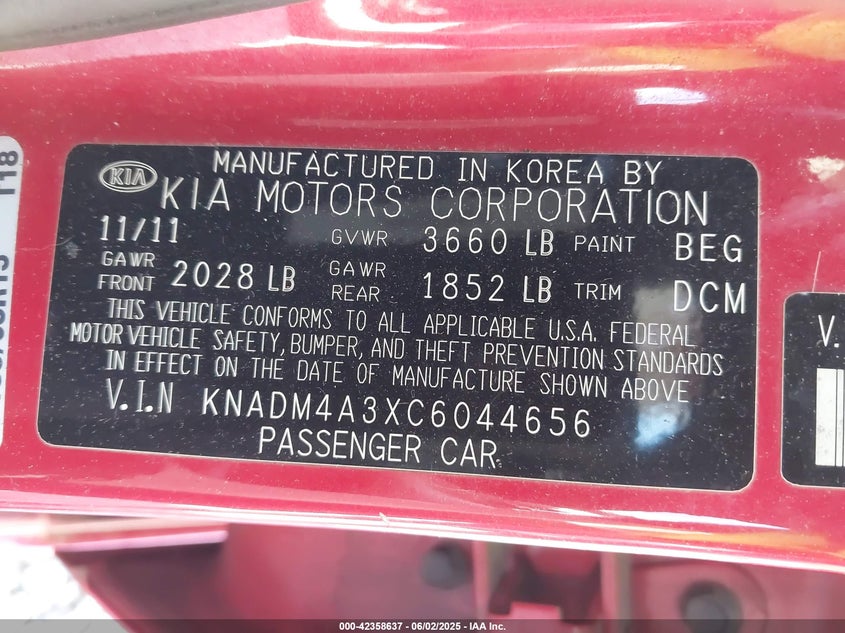 118
KIA
MANUFACTURED IN KOREA BY
KIA MOTORS CORPORATION
11/11 GVWR 3660 LB PAINT BEG
GAWR FRONT 2028 LB GAWR REAR 1852 LB TRIM DCM
THIS VEHICLE CONFORMS TO ALL APPLICABLE U.S.A. FEDERAL
MOTOR VEHICLE SAFETY, BUMPER, AND THEFT PREVENTION STANDARDS
IN EFFECT ON THE DATE OF MANUFACTURE SHOWN ABOVE
V.I.N KNADM4A3XC6044656
PASSENGER CAR
V.
000-42358637 - 06/02/2025 - IAA Inc.